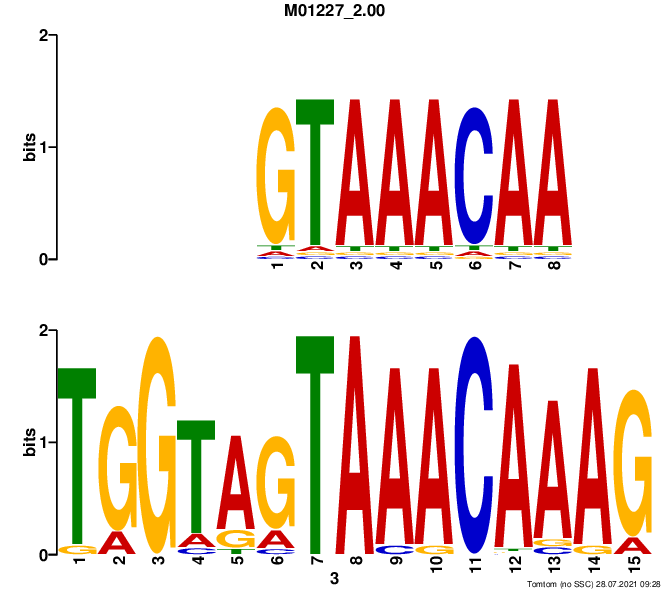 M01227_2.00
2
bits
1
0
GTAAACAA
1 2 3 4 5 6 7 8
2
bits
1
0
TGGTAGTAAACAAAG
1 2 3 4 5 6 7 8 9 10 11 12 13 14 15
3
Tomtom (no SSC) 28.07.2021 09:28